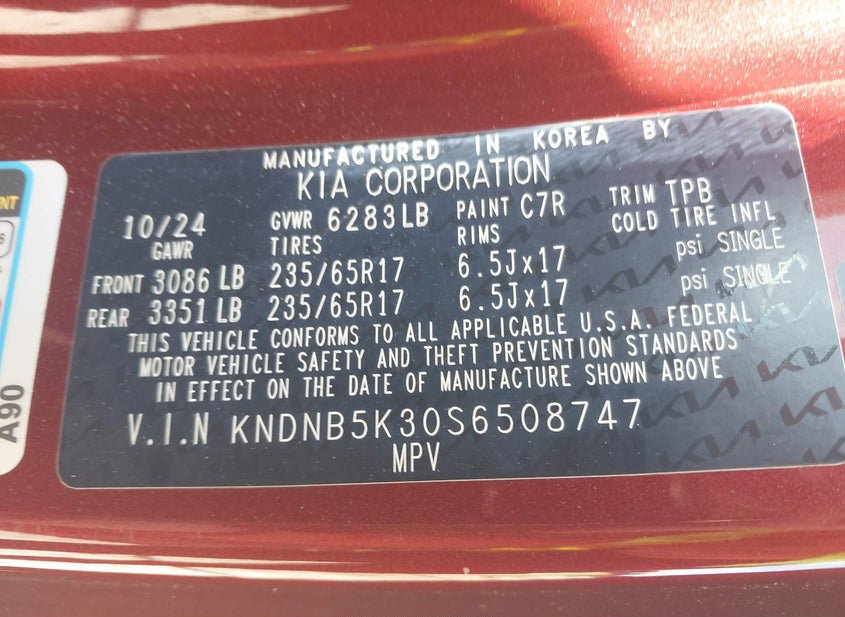 MANUFACTURED IN KOREA BY
KIA CORPORATION
10/24 GVWR 6283LB PAINT C7R TRIM TPB
GAWR TIRES RIMS COLD TIRE INFL
FRONT 3086 LB 235/65R17 6.5Jx17 psi SINGLE
REAR 3351 LB 235/65R17 6.5Jx17 psi SINGLE
THIS VEHICLE CONFORMS TO ALL APPLICABLE U.S.A. FEDERAL
MOTOR VEHICLE SAFETY AND THEFT PREVENTION STANDARDS
IN EFFECT ON THE DATE OF MANUFACTURE SHOWN ABOVE
V.I.N KNDNB5K30S6508747
MPV
A90